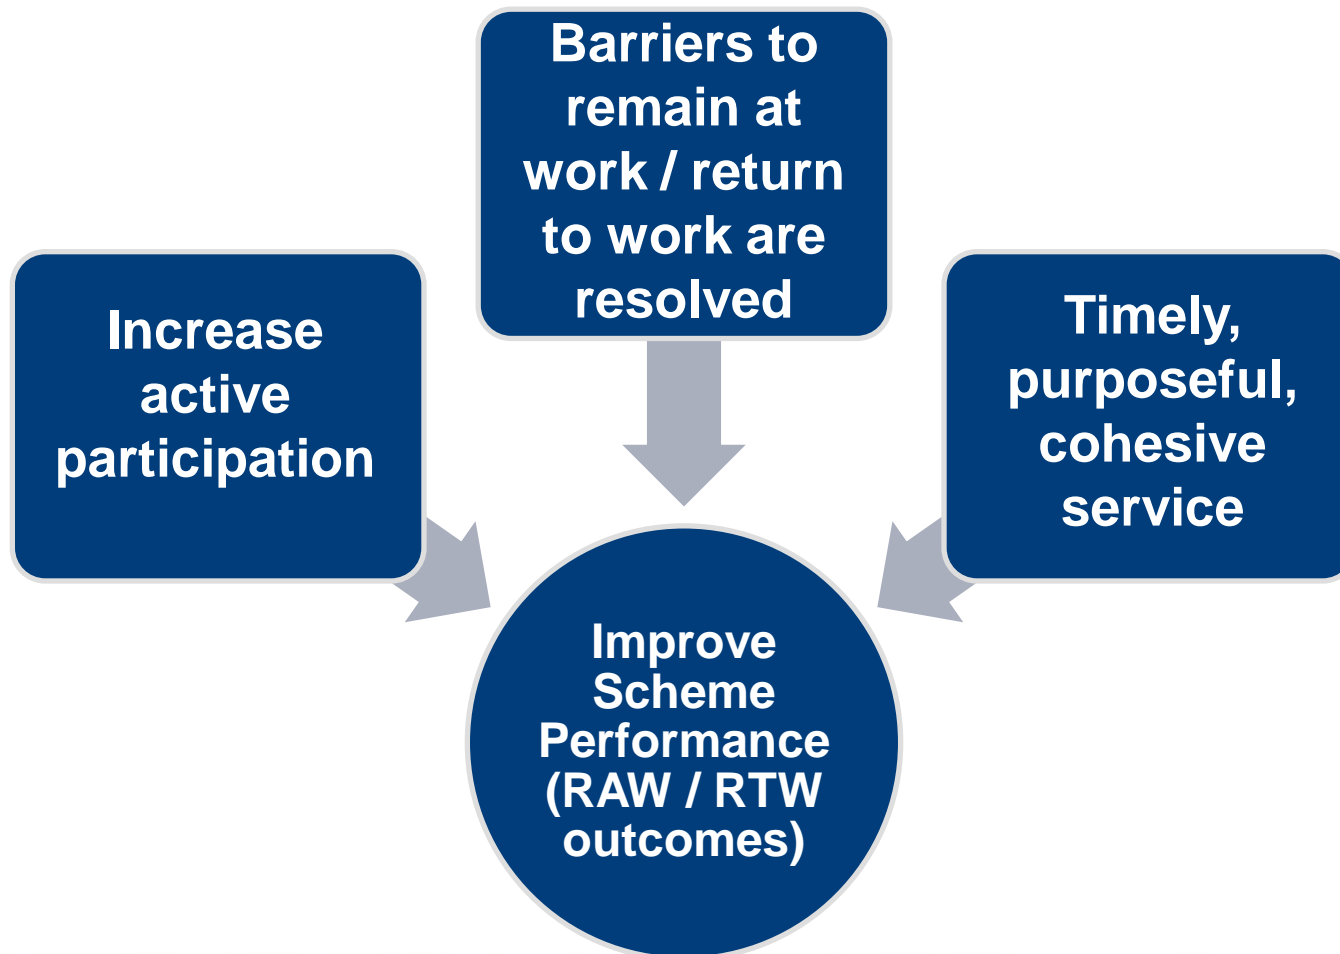 Barriers to
remain at
work / return
to work are
resolved
Increase
active
participation
Timely,
purposeful,
cohesive
service
Improve
Scheme
Performance
(RAW / RTW
outcomes)